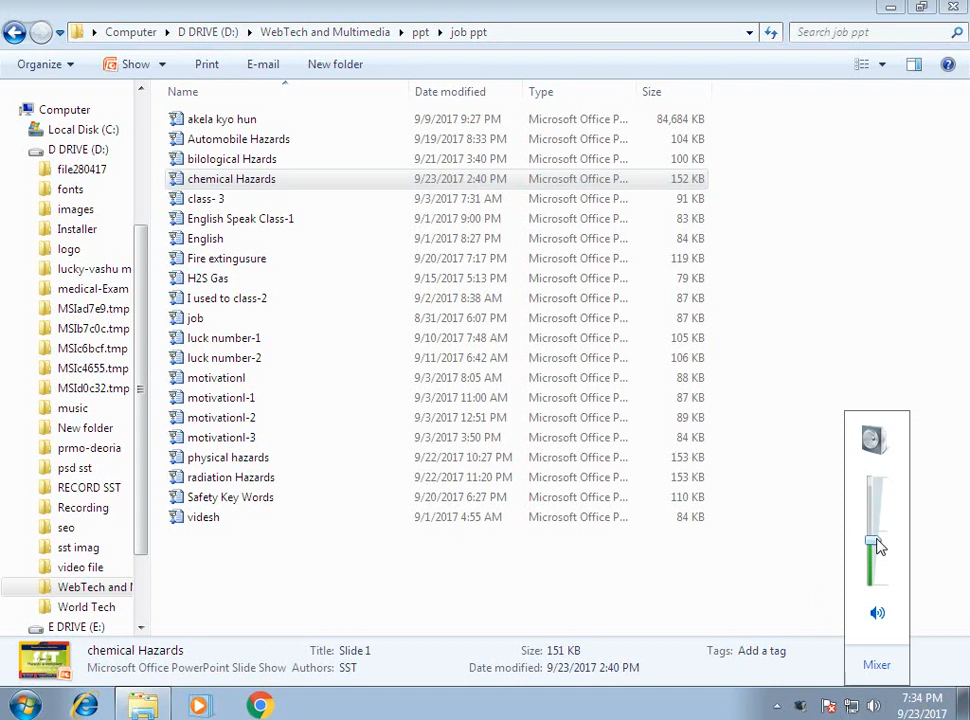 Computer D DRIVE (D:) WebTech and Multimedia ppt job ppt Search job ppt
Organize Show Print E-mail New folder
Name Date modified Type Size
akela kyo hun 9/9/2017 9:27 PM Microsoft Office P... 84,684 KB
Automobile Hazards 9/19/2017 8:33 PM Microsoft Office P... 104 KB
bilological Hzards 9/21/2017 3:40 PM Microsoft Office P... 100 KB
chemical Hazards 9/23/2017 2:40 PM Microsoft Office P... 152 KB
class- 3 9/3/2017 7:31 AM Microsoft Office P... 91 KB
English Speak Class-1 9/1/2017 9:00 PM Microsoft Office P... 83 KB
English 9/1/2017 8:27 PM Microsoft Office P... 84 KB
Fire extingusure 9/20/2017 7:17 PM Microsoft Office P... 119 KB
H2S Gas 9/15/2017 5:13 PM Microsoft Office P... 79 KB
I used to class-2 9/2/2017 8:38 AM Microsoft Office P... 87 KB
job 8/31/2017 6:07 PM Microsoft Office P... 87 KB
luck number-1 9/10/2017 7:48 AM Microsoft Office P... 105 KB
luck number-2 9/11/2017 6:42 AM Microsoft Office P... 106 KB
motivationl 9/3/2017 8:05 AM Microsoft Office P... 88 KB
motivationl-1 9/3/2017 11:00 AM Microsoft Office P... 87 KB
motivationl-2 9/3/2017 12:51 PM Microsoft Office P... 89 KB
motivationl-3 9/3/2017 3:50 PM Microsoft Office P... 84 KB
physical hazards 9/22/2017 10:27 PM Microsoft Office P... 153 KB
radiation Hazards 9/22/2017 11:20 PM Microsoft Office P... 153 KB
Safety Key Words 9/20/2017 6:27 PM Microsoft Office P... 110 KB
videsh 9/1/2017 4:55 AM Microsoft Office P... 84 KB
Computer
Local Disk (C:)
D DRIVE (D:)
file280417
fonts
images
Installer
logo
lucky-vashu m
medical-Exam
MSIad7e9.tmp
MSIb7c0c.tmp
MSIc6bcf.tmp
MSIc4655.tmp
MSId0c32.tmp
music
New folder
prmo-deoria
psd sst
RECORD SST
Recording
seo
sst imag
video file
WebTech and
World Tech
E DRIVE (E:)
Mixer
chemical Hazards Title: Slide 1 Size: 151 KB Tags: Add a tag
Microsoft Office PowerPoint Slide Show Authors: SST Date modified: 9/23/2017 2:40 PM
7:34 PM
9/23/2017